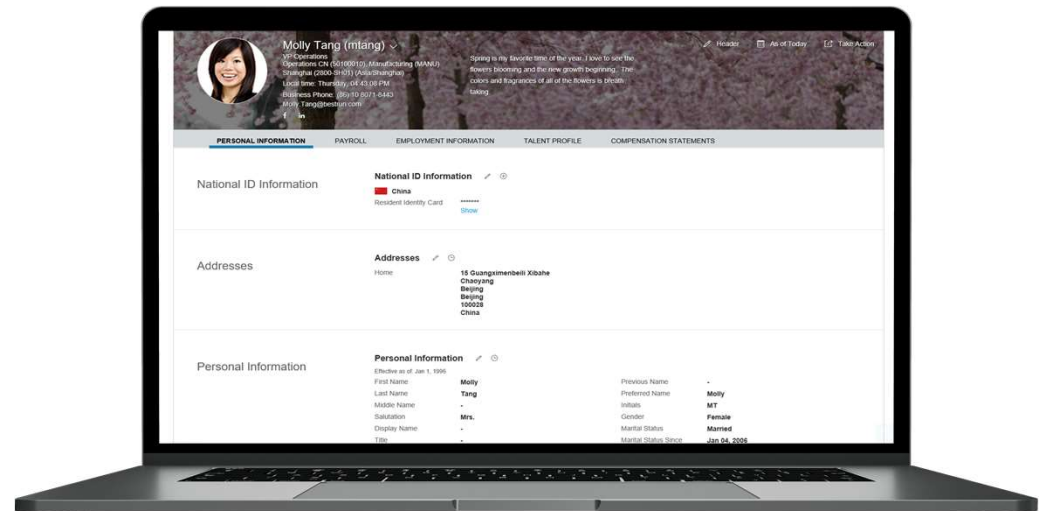 Molly Tang (mtang)
VP Operations
Operations CN (50100010), Manufacturing (MANU)
Shanghai (2800-SH01) (Asia/Shanghai)
Local time: Thursday, 04:43:08 PM
Business Phone: (86) 10 8071-6443
Molly Tang@bestrun.com
f in
Spring is my favorite time of the year. I love to see the
flowers blooming and the new growth beginning. The
colors and fragrances of all of the flowers is breath
taking.
Header As of Today Take Action
PERSONAL INFORMATION PAYROLL EMPLOYMENT INFORMATION TALENT PROFILE COMPENSATION STATEMENTS
National ID Information
National ID Information
China
Resident Identity Card *******
Show
Addresses
Addresses
Home 15 Guangximenbeili Xibahe
Chaoyang
Beijing
Beijing
100028
China
Personal Information
Personal Information
Effective as of: Jan 1, 1996
First Name Molly Previous Name -
Last Name Tang Preferred Name Molly
Middle Name - Initials MT
Salutation Mrs. Gender Female
Display Name - Marital Status Married
Title - Marital Status Since Jan 04, 2006